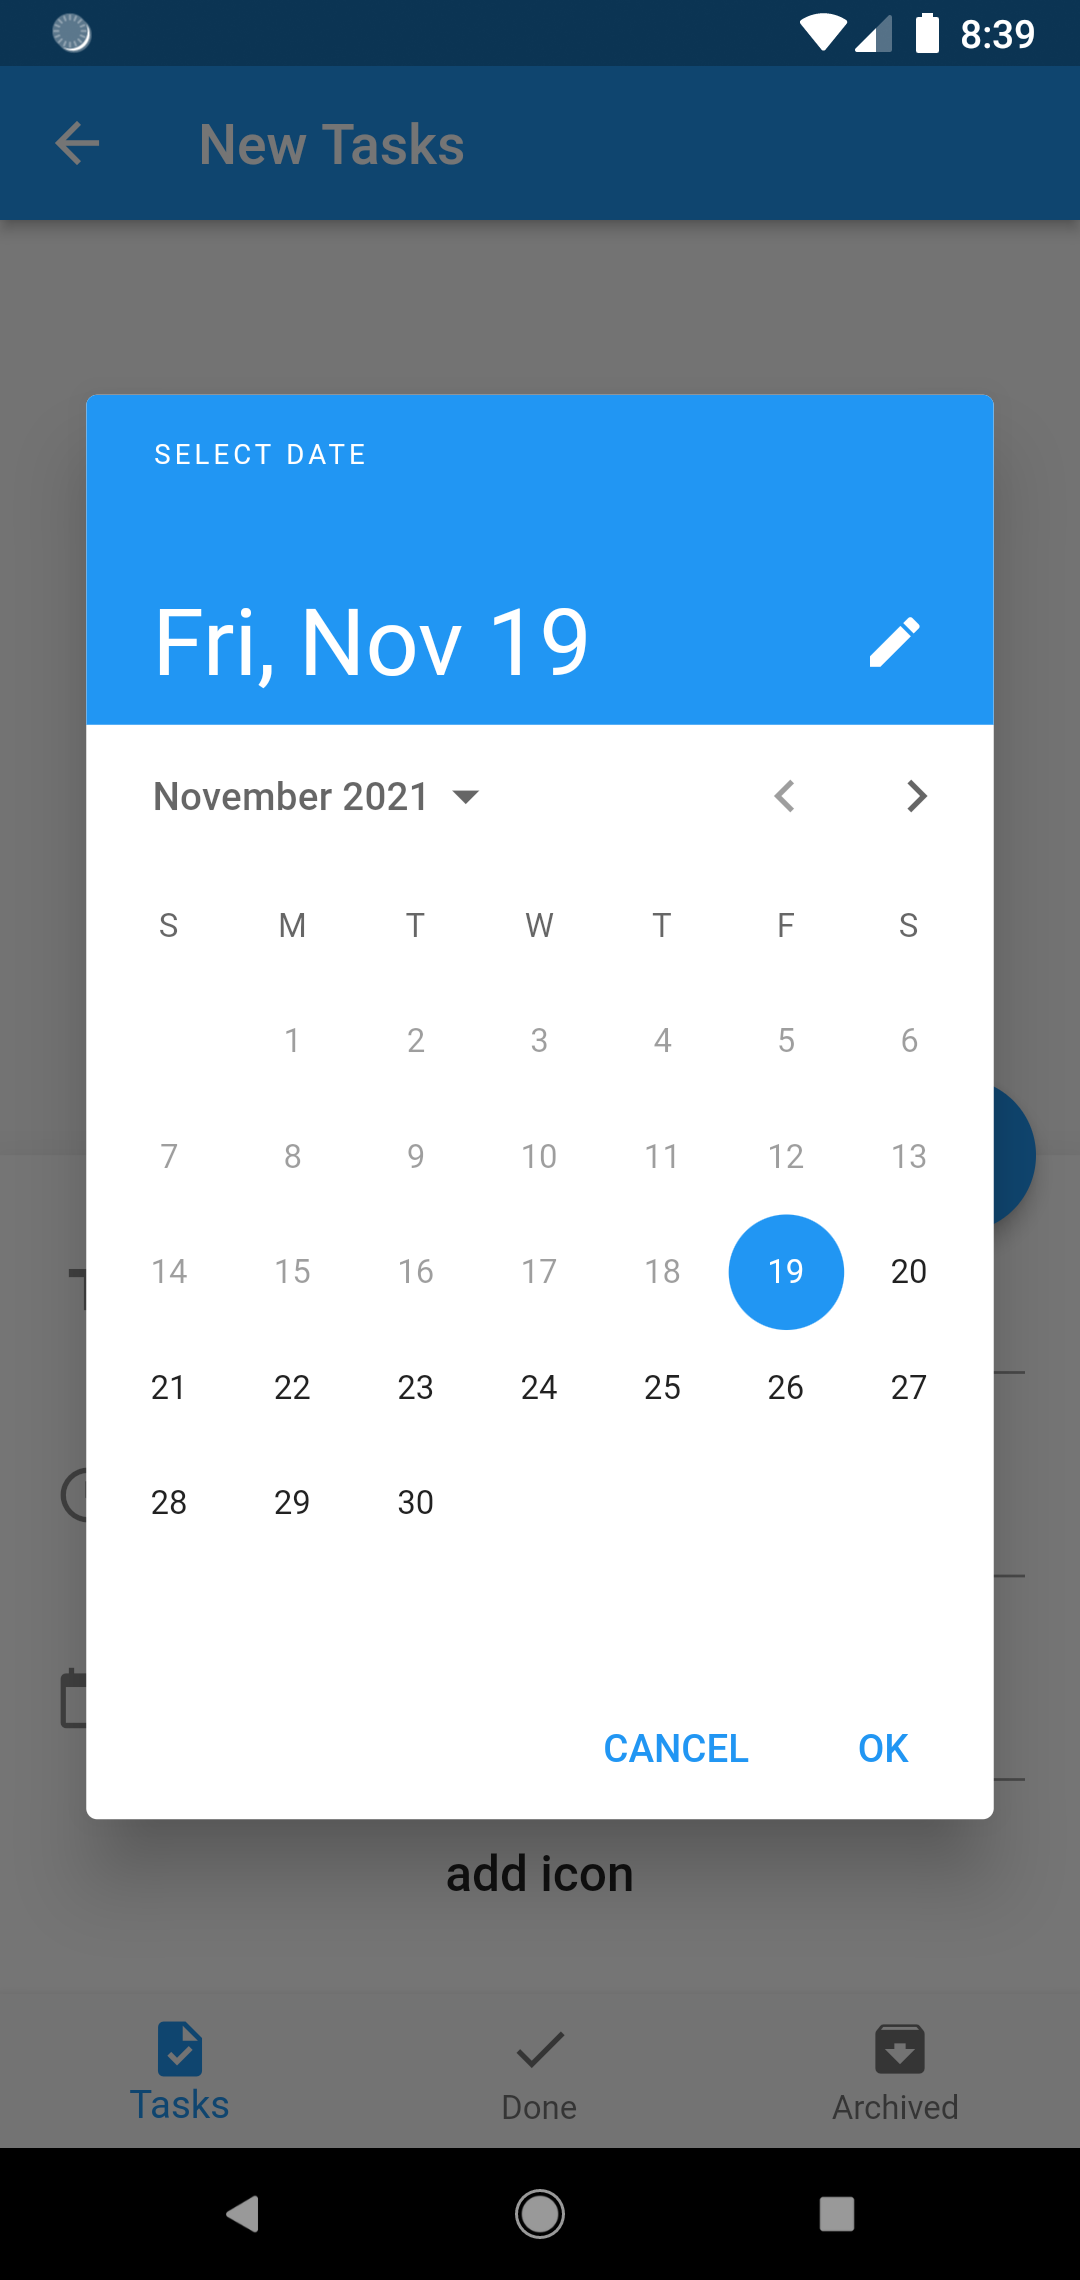 8:39
New Tasks
SELECT DATE
Fri, Nov 19
November 2021
S M T W T F S
1 2 3 4 5 6
7 8 9 10 11 12 13
14 15 16 17 18 19 20
21 22 23 24 25 26 27
28 29 30
CANCEL OK
add icon
Tasks Done Archived